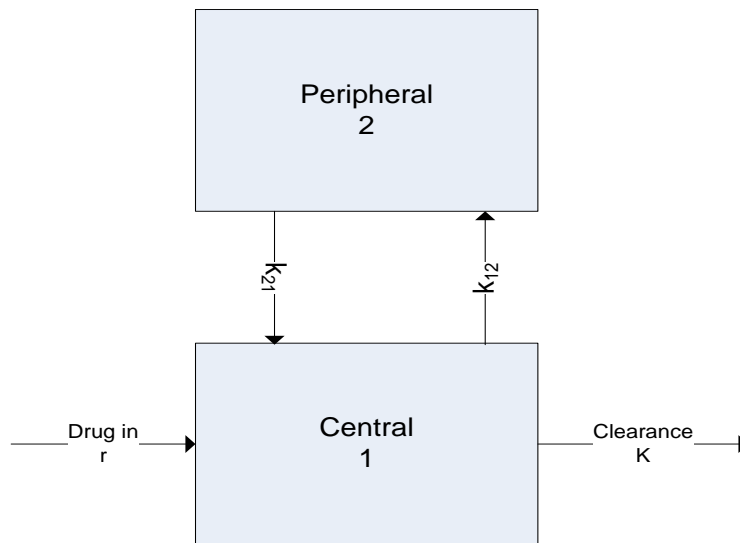 Peripheral
2
k21
k12
Central
1
Drug in
r
Clearance
K